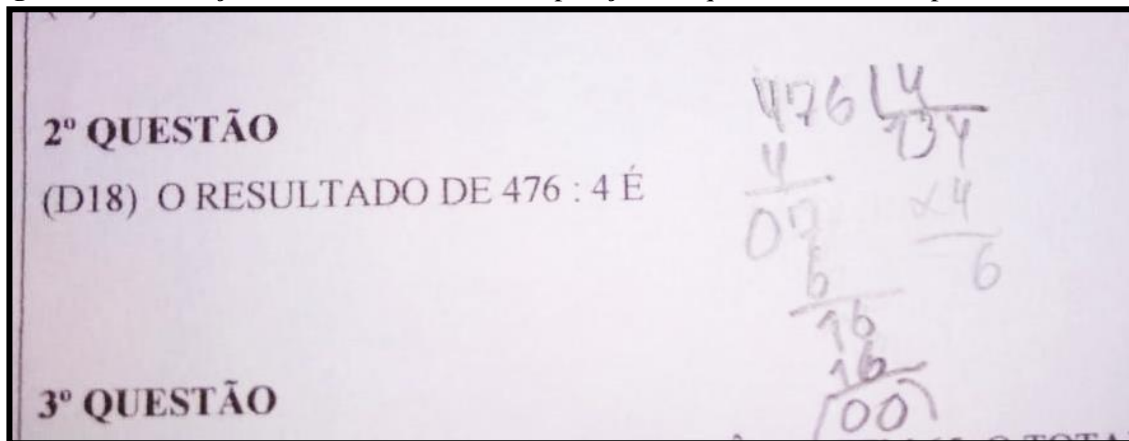 2º QUESTÃO
(D18) O RESULTADO DE 476 : 4 É
476 4
134
4
07
x4
6
6
16
16
00
3º QUESTÃO